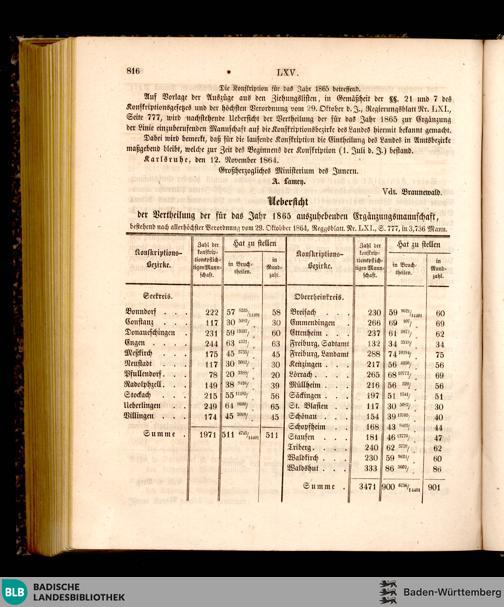 816
LXV.
Die Konskription für das Jahr 1865 betreffend.
Auf Vorlage der Auszüge aus den Ziehungslisten, in Gemäßheit der §§. 21 und 7 des
Konskriptionsgesetzes und der höchsten Verordnung vom 29. Oktober d. J., Regierungsblatt Nr. LXI.,
Seite 777, wird nachstehende Uebersicht der Vertheilung der für das Jahr 1865 zur Ergänzung
der Linie einzuberufenden Mannschaft auf die Konskriptionsbezirke des Landes hiermit bekannt gemacht.
Dabei wird bemerkt, daß für die laufende Konskription die Eintheilung des Landes in Amtsbezirke
maßgebend bleibt, welche zur Zeit des Beginnens der Konskription (1. Juli d. J.) bestand.
Karlsruhe, den 12. November 1864.
Großherzogliches Ministerium des Innern.
A. Lamey.
Vdt. Braunewald.
Uebersicht
der Vertheilung der für das Jahr 1865 auszuhebenden Ergänzungsmannschaft,
bestehend nach allerhöchster Verordnung vom 29. Oktober 1864, Reggsblatt. Nr. LXI., S. 777, in 3,736 Mann.
Konskriptions-Bezirke. Zahl der konskriptionspflichtigen Mannschaft. Hat zu stellen in Bruchtheilen. in Rundzahl.
Konskriptions-Bezirke. Zahl der konskriptionspflichtigen Mannschaft. Hat zu stellen in Bruchtheilen. in Rundzahl.
Seekreis.
Bonndorf . . 222 57 58
Constanz . . 117 30 30
Donaueschingen . 231 59 60
Engen . . . 244 63 63
Meßkirch . . . 175 45 45
Neustadt . . . 117 30 30
Pfullendorf . . 78 20 20
Radolphzell . . . 149 38 39
Stockach . . . 215 55 56
Ueberlingen . . 249 64 65
Villingen . . . 174 45 45
Summe . 1971 511 511
Oberrheinkreis.
Breisach . . . 230 59 60
Emmendingen . . 266 69 69
Ettenheim . . . 237 61 62
Freiburg, Stadtamt 132 34 34
Freiburg, Landamt 288 74 75
Kenzingen . . . 217 56 56
Lörrach . . . 265 68 69
Müllheim . . . 216 56 56
Säckingen . . . 197 51 51
St. Blasien . . 117 30 30
Schönau . . . 154 39 40
Schopfheim . . 168 43 44
Staufen . . . 181 46 47
Triberg . . . 240 62 62
Waldkirch . . . 230 59 60
Waldshut . . . 333 86 86
Summe . 3471 900 901
BLB
BADISCHE
LANDESBIBLIOTHEK
Baden-Württemberg